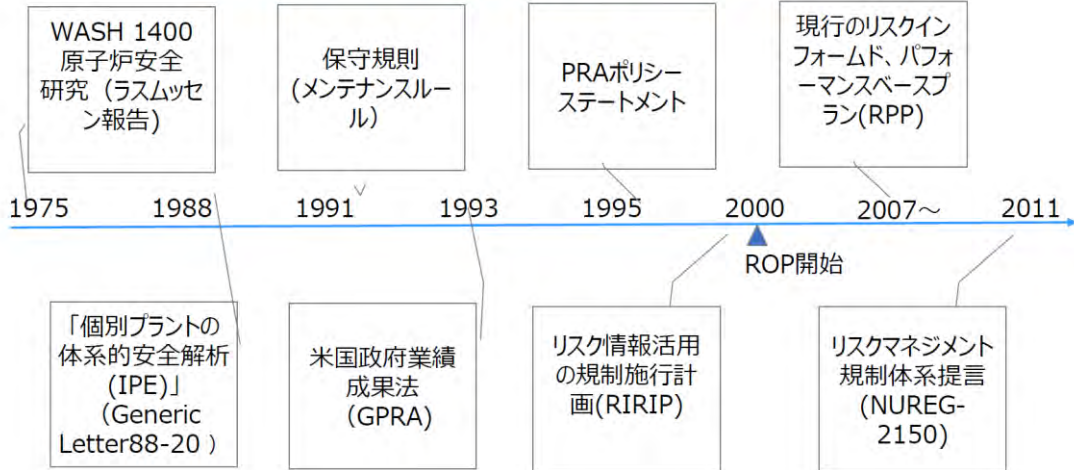 WASH 1400
原子炉安全
研究（ラスムッセ
ン報告)
保守規則
(メンテナンスルー
ル）
PRAポリシー
ステートメント
現行のリスクイン
フォームド、パフォ
ーマンスベースプ
ラン(RPP)
1975
1988
1991
1993
1995
2000
2007～
2011
ROP開始
「個別プラントの
体系的安全解析
(IPE)」
（Generic
Letter88-20 ）
米国政府業績
成果法
（GPRA)
リスク情報活用
の規制施行計
画(RIRIP)
リスクマネジメント
規制体系提言
(NUREG-
2150)